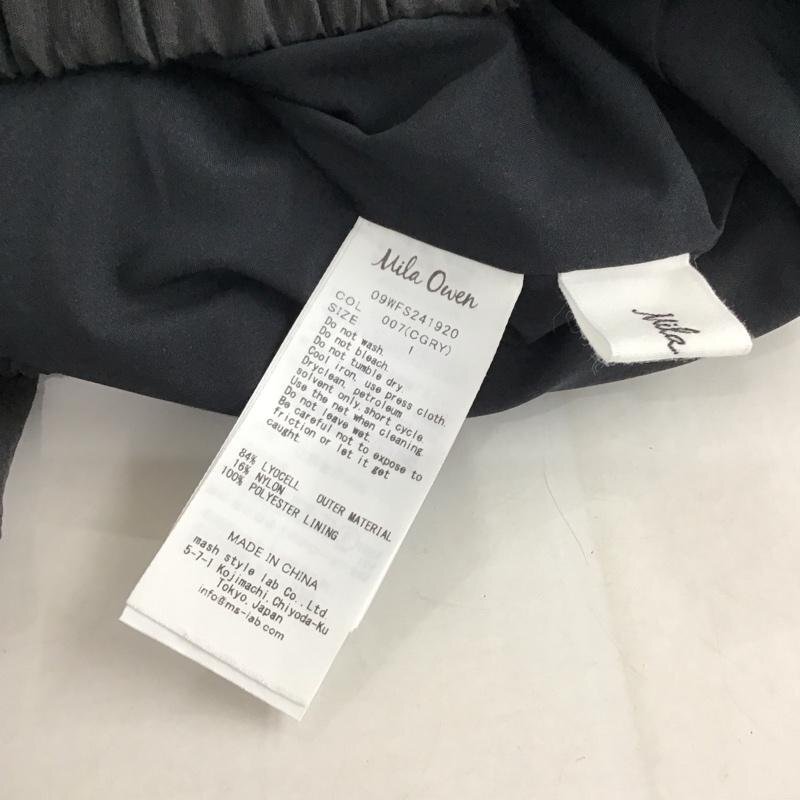 Mila Owen
09WFS241920
COL 007(CGRY)
SIZE 1
Do not wash.
Do not bleach.
Do not tumble dry.
Cool iron, use press cloth.
Dryclean, petroleum
solvent only,short cycle.
Use the net when cleaning.
Do not leave wet.
Be careful not to expose to
friction or let it get
caught.
84% LYOCELL OUTER MATERIAL
16% NYLON
100% POLYESTER LINING
MADE IN CHINA
mash style lab Co.,Ltd.
5-7-1 Kojimachi,Chiyoda-Ku
Tokyo,Japan
info@ms-lab.com
Mila